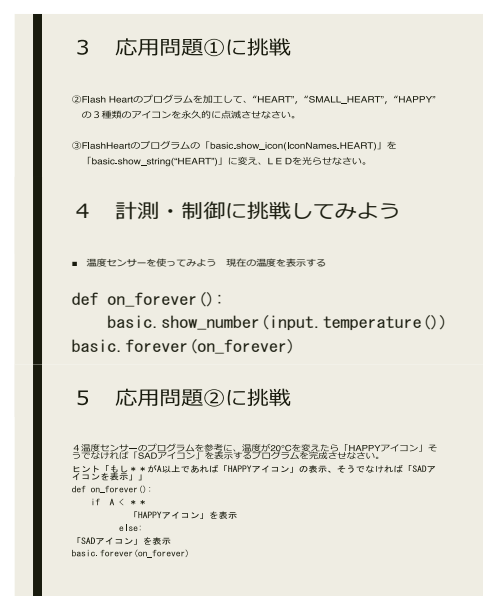 3　応用問題①に挑戦
②Flash Heartのプログラムを加工して、“HEART”, “SMALL_HEART”, “HAPPY”
の３種類のアイコンを永久的に点滅させなさい。
③FlashHeartのプログラムの「basic.show_icon(IconNames.HEART)」を
「basic.show_string(“HEART”)」に変え、ＬＥＤを光らせなさい。
4　計測・制御に挑戦してみよう
■　温度センサーを使ってみよう　現在の温度を表示する
def on_forever():
    basic.show_number(input.temperature())
basic.forever(on_forever)
5　応用問題②に挑戦
４温度センサーのプログラムを参考に、温度が20℃を変えたら「HAPPYアイコン」そ
うでなければ「SADアイコン」を表示するプログラムを完成させなさい。
ヒント「もし＊＊がA以上であれば「HAPPYアイコン」の表示、そうでなければ「SADア
イコンを表示」」
def on_forever():
    if  A < ＊＊
            「HAPPYアイコン」を表示
        else:
「SADアイコン」を表示
basic.forever(on_forever)